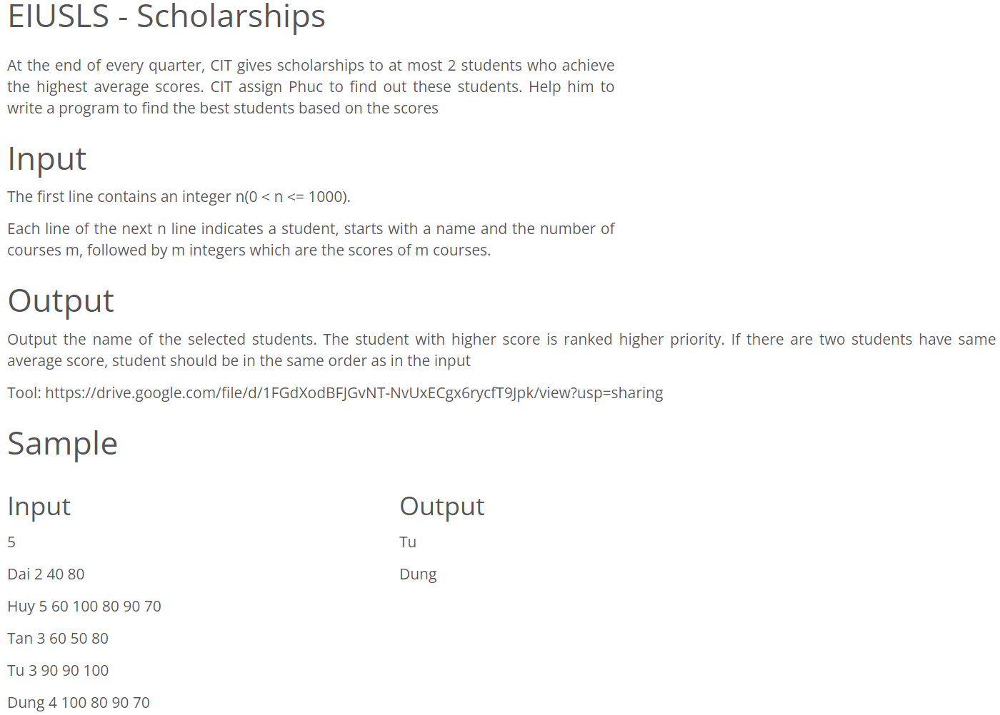 EIUSLS - Scholarships
At the end of every quarter, CIT gives scholarships to at most 2 students who achieve
the highest average scores. CIT assign Phuc to find out these students. Help him to
write a program to find the best students based on the scores
Input
The first line contains an integer n(0 < n <= 1000).
Each line of the next n line indicates a student, starts with a name and the number of
courses m, followed by m integers which are the scores of m courses.
Output
Output the name of the selected students. The student with higher score is ranked higher priority. If there are two students have same
average score, student should be in the same order as in the input
Tool: https://drive.google.com/file/d/1FGdXodBFJGvNT-NvUxECgx6rycfT9Jpk/view?usp=sharing
Sample
Input
5
Dai 2 40 80
Huy 5 60 100 80 90 70
Tan 3 60 50 80
Tu 3 90 90 100
Dung 4 100 80 90 70
Output
Tu
Dung